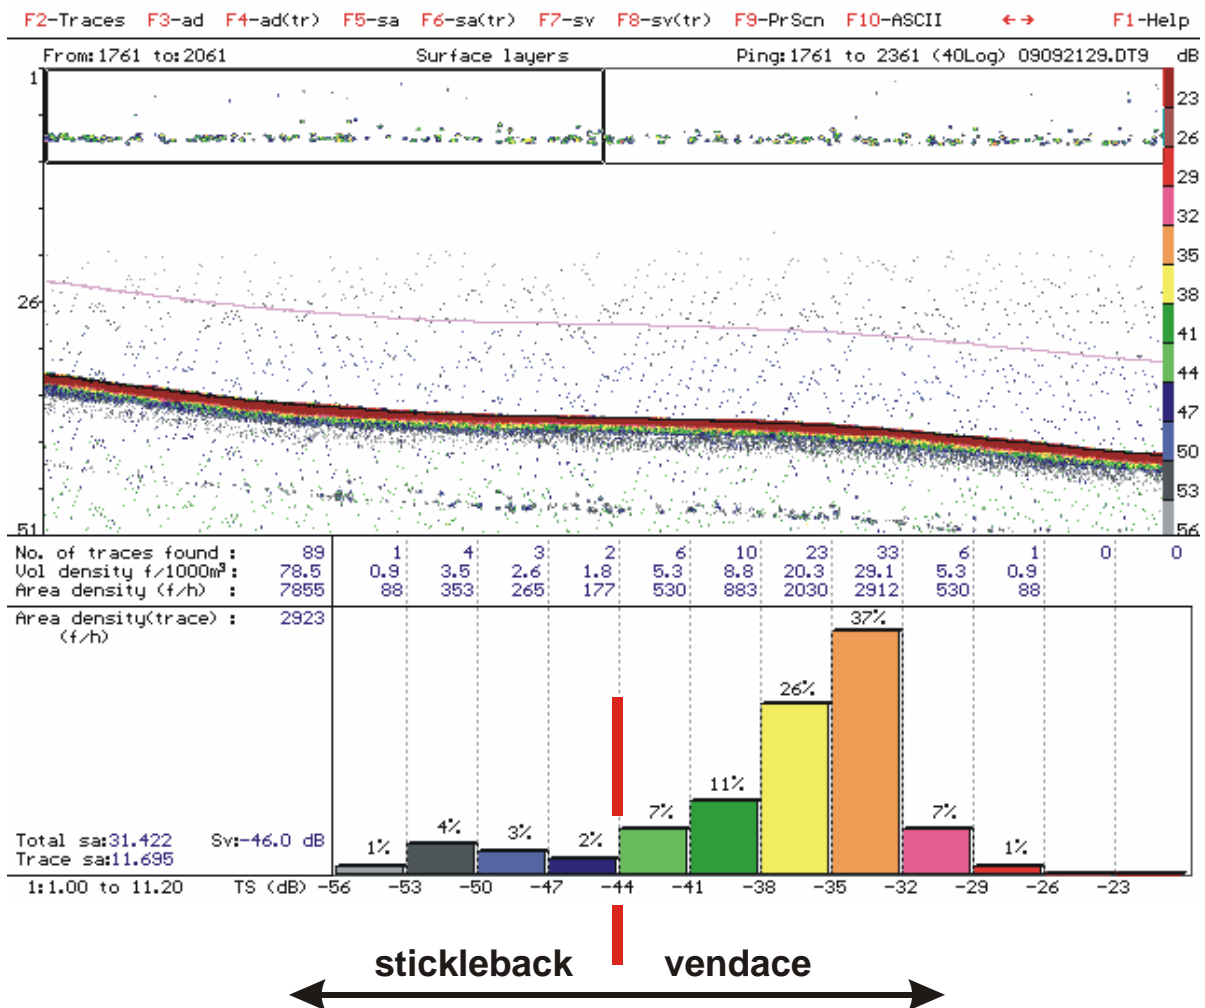 F2-Traces F3-ad F4-ad(tr) F5-sa F6-sa(tr) F7-sv F8-sv(tr) F9-PrScn F10-ASCII ←→ F1-Help
From:1761 to:2061 Surface layers Ping:1761 to 2361 (40Log) 09092129.DT9 dB
1
23
26
29
32
35
38
26
41
44
47
50
53
51
56
No. of traces found : 89 1 4 3 2 6 10 23 33 6 1 0 0
Vol density f/1000m³: 78.5 0.9 3.5 2.6 1.8 5.3 8.8 20.3 29.1 5.3 0.9
Area density (f/h) : 7855 88 353 265 177 530 883 2030 2912 530 88
Area density(trace) : 2923
(f/h)
37%
26%
11%
7%
7%
4%
3%
2%
1%
1%
Total sa:31.422 Sv:-46.0 dB
Trace sa:11.695
1:1.00 to 11.20 TS (dB) -56 -53 -50 -47 -44 -41 -38 -35 -32 -29 -26 -23
stickleback vendace